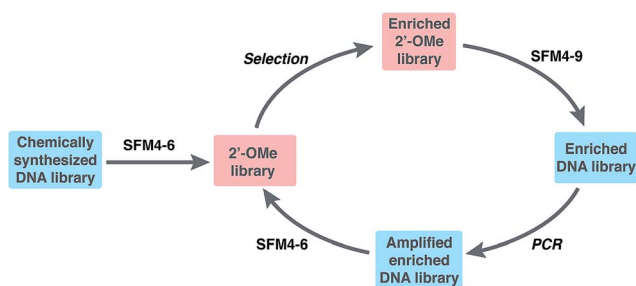 Enriched
2'-OMe
library
Selection
SFM4-9
Chemically
synthesized
DNA library
SFM4-6
2'-OMe
library
Enriched
DNA library
SFM4-6
Amplified
enriched
DNA library
PCR